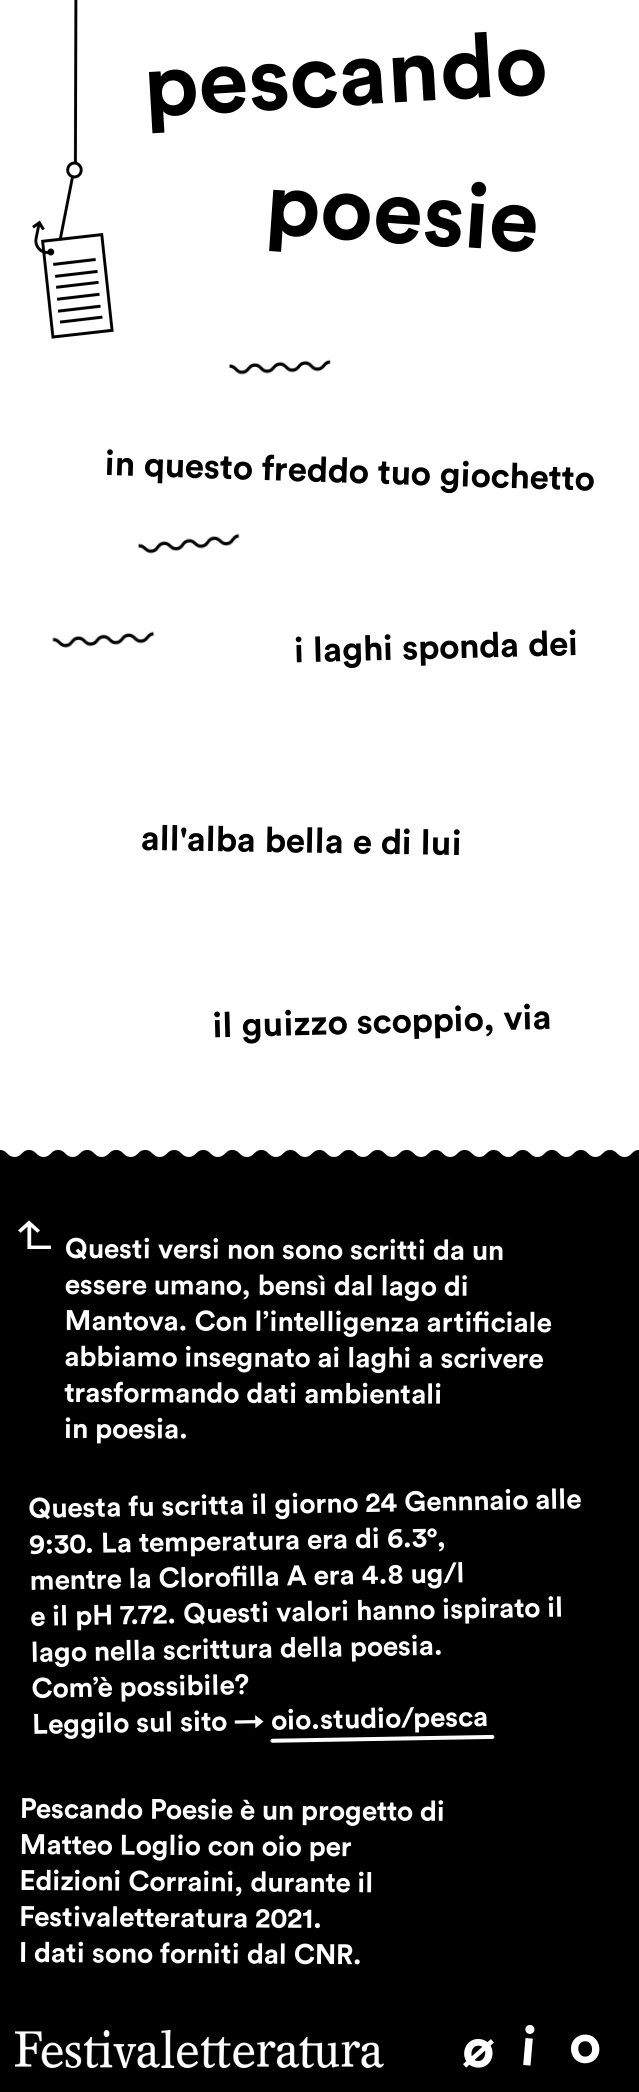 pescando
poesie
in questo freddo tuo giochetto
i laghi sponda dei
all'alba bella e di lui
il guizzo scoppio, via
Questi versi non sono scritti da un
essere umano, bensì dal lago di
Mantova. Con l’intelligenza artificiale
abbiamo insegnato ai laghi a scrivere
trasformando dati ambientali
in poesia.
Questa fu scritta il giorno 24 Gennnaio alle
9:30. La temperatura era di 6.3°,
mentre la Clorofilla A era 4.8 ug/l
e il pH 7.72. Questi valori hanno ispirato il
lago nella scrittura della poesia.
Com’è possibile?
Leggilo sul sito → oio.studio/pesca
Pescando Poesie è un progetto di
Matteo Loglio con oio per
Edizioni Corraini, durante il
Festivaletteratura 2021.
I dati sono forniti dal CNR.
Festivaletteratura ø i o